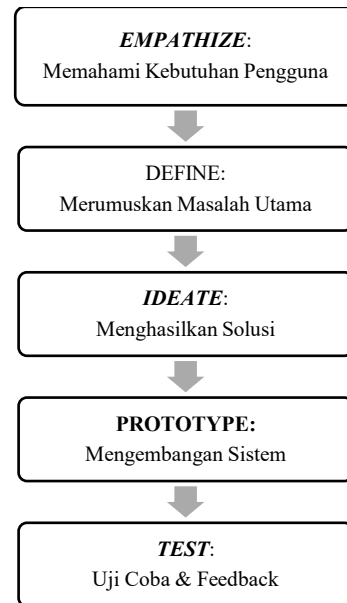 EMPATHIZE:
Memahami Kebutuhan Pengguna
DEFINE:
Merumuskan Masalah Utama
IDEATE:
Menghasilkan Solusi
PROTOTYPE:
Mengembangan Sistem
TEST:
Uji Coba & Feedback